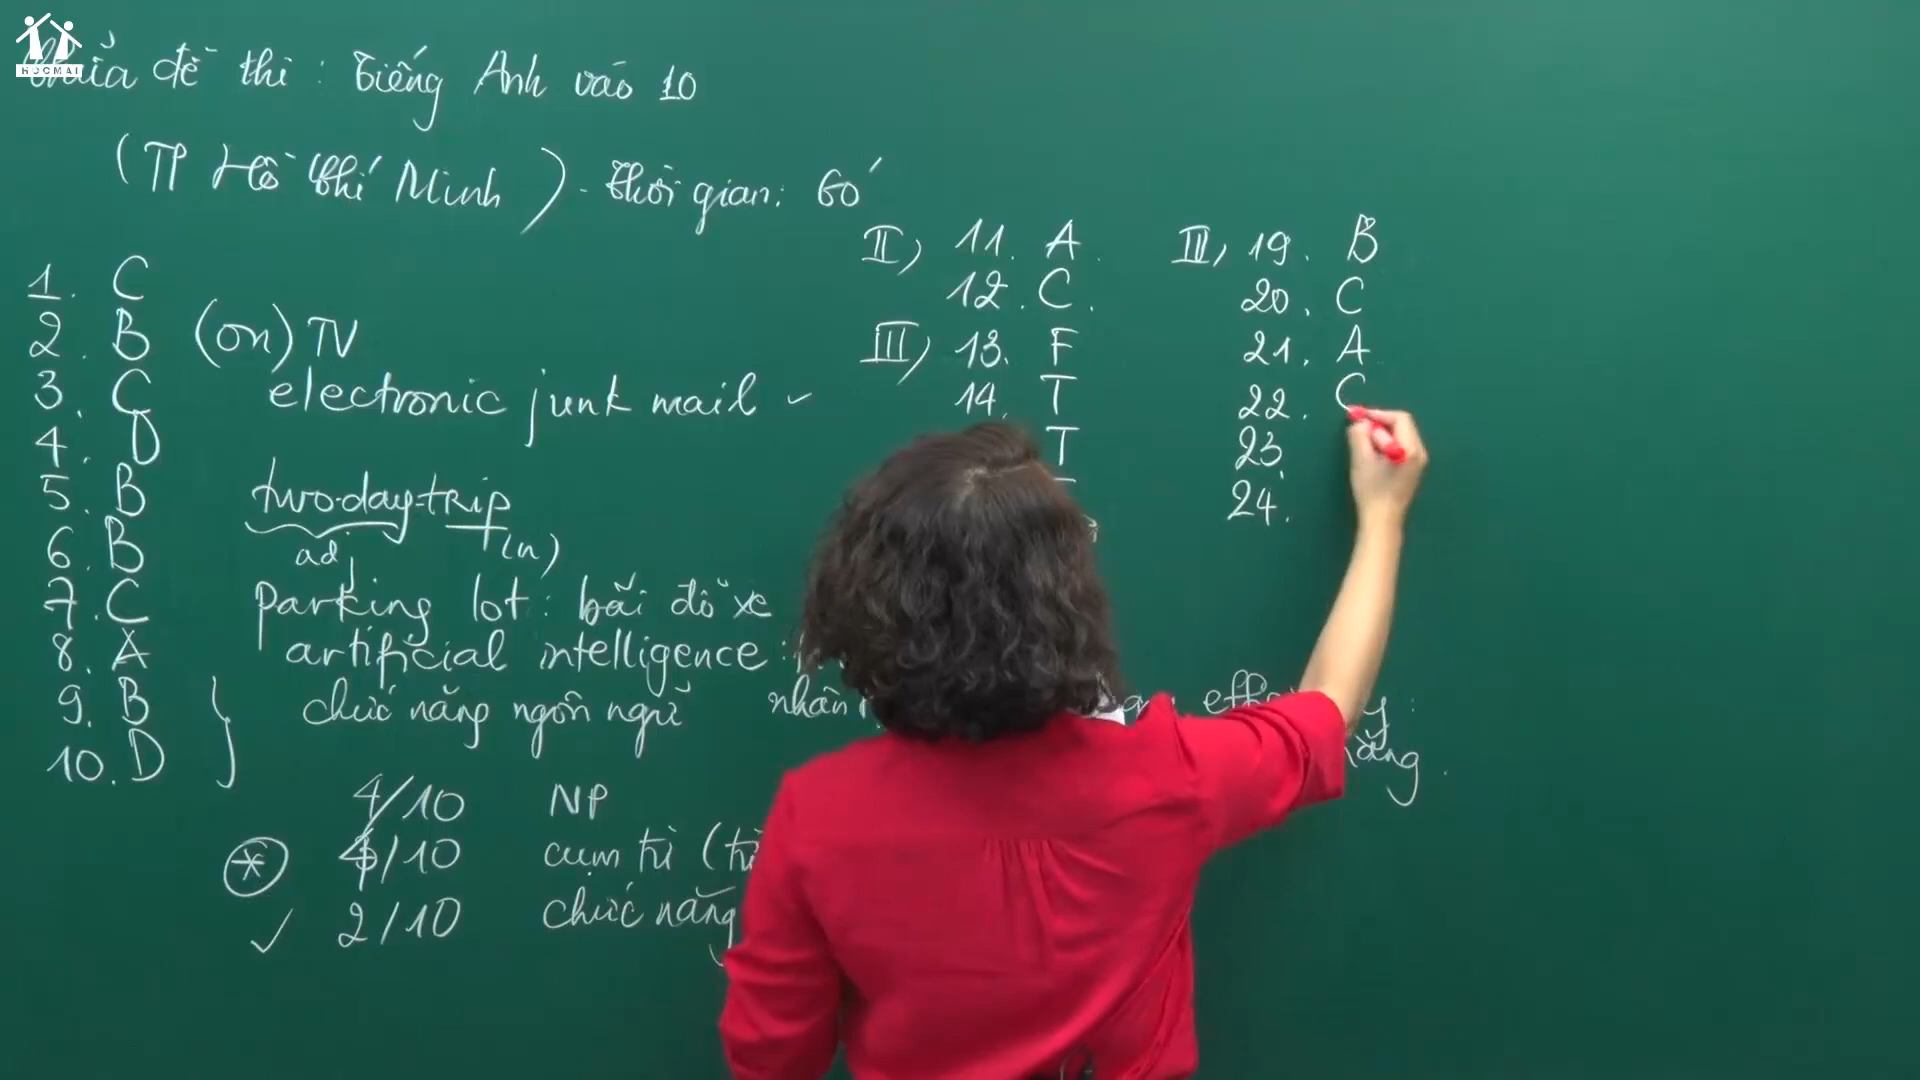 HOCMAI
Chữa đề thi : Tiếng Anh vào 10
(TP Hồ Chí Minh) - Thời gian: 60'
1. C
2. B (on) TV
3. C electronic junk mail ✓
4. D
5. B two-day-trip
adj (n)
6. B
7. C parking lot : bãi đỗ xe
8. A artificial intelligence :
9. B chức năng ngôn ngữ nhân
10. D
4/10 NP
* 4/10 cụm từ (từ
✓ 2/10 chức năng
II) 11. A.
12. C.
III) 13. F
14. T
T
III, 19. B
20. C
21. A
22. C
23.
24.